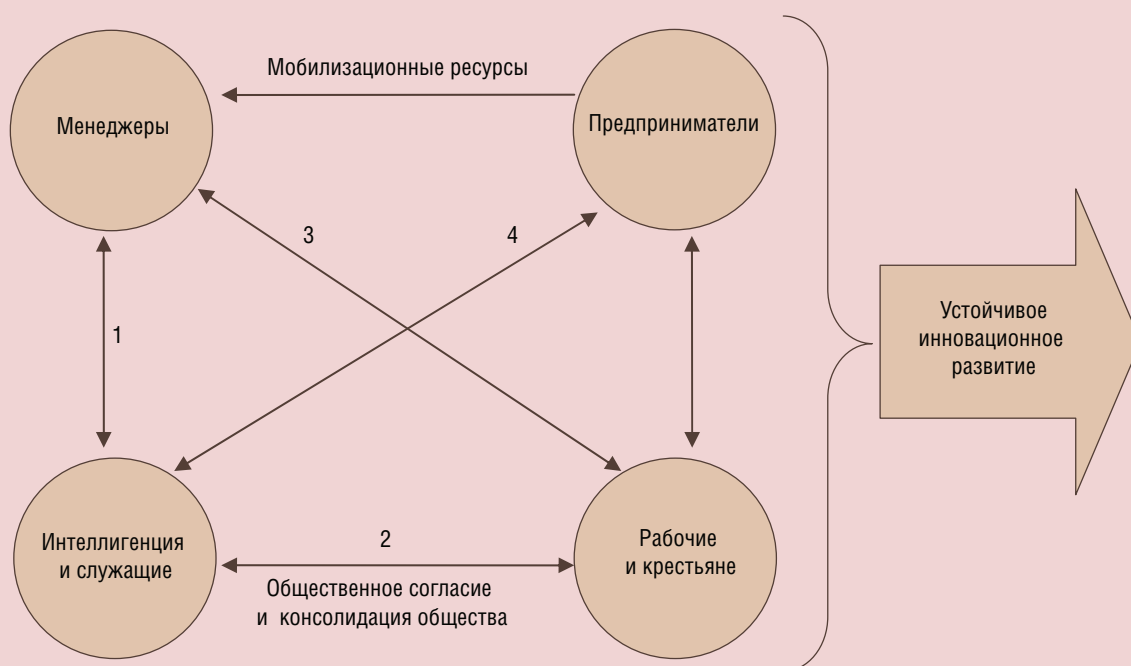 Мобилизационные ресурсы
Менеджеры
Предприниматели
3
4
1
Устойчивое
инновационное
развитие
2
Интеллигенция
и служащие
Рабочие
и крестьяне
Общественное согласие
и консолидация общества